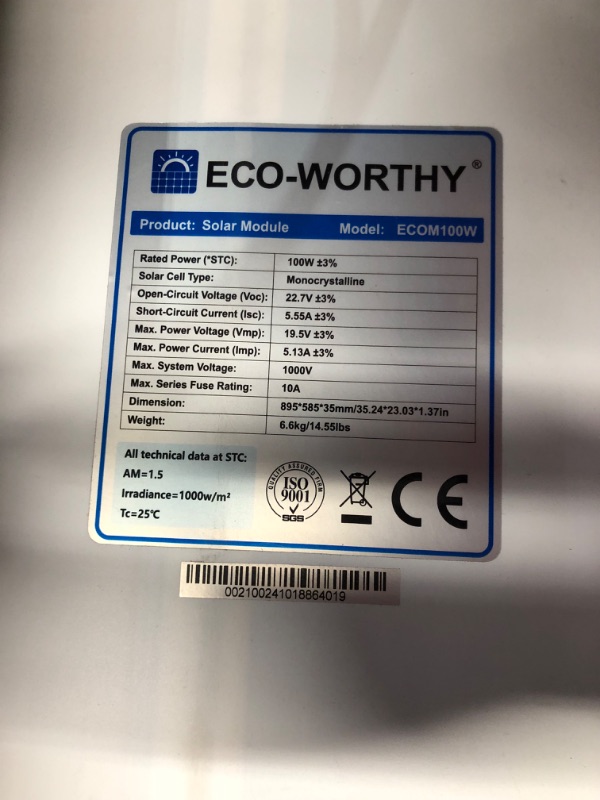 ECO-WORTHY®
Product: Solar Module Model: ECOM100W
Rated Power (*STC): 100W ±3%
Solar Cell Type: Monocrystalline
Open-Circuit Voltage (Voc): 22.7V ±3%
Short-Circuit Current (Isc): 5.55A ±3%
Max. Power Voltage (Vmp): 19.5V ±3%
Max. Power Current (Imp): 5.13A ±3%
Max. System Voltage: 1000V
Max. Series Fuse Rating: 10A
Dimension: 895*585*35mm/35.24*23.03*1.37in
Weight: 6.6kg/14.55lbs
All technical data at STC:
AM=1.5
Irradiance=1000w/m²
Tc=25℃
QUALITY ASSURED FIRM
ISO
9001
SGS
CE
002100241018864019